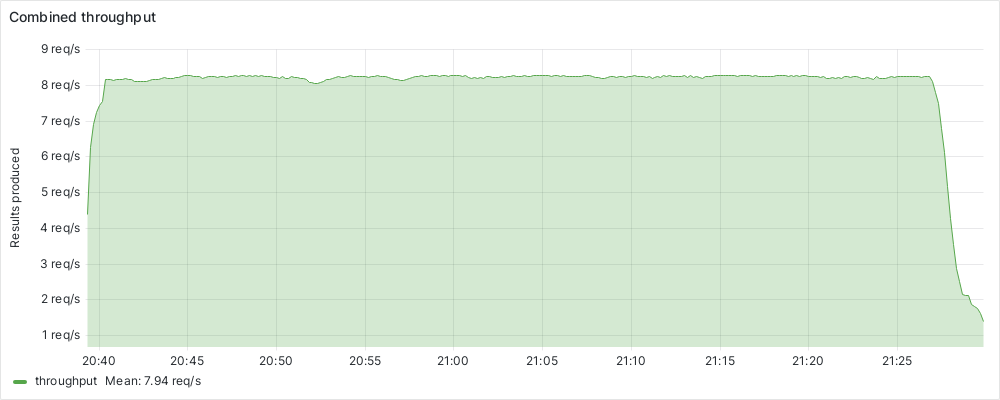 Combined throughput
9 req/s
8 req/s
7 req/s
6 req/s
5 req/s
4 req/s
3 req/s
2 req/s
1 req/s
Results produced
20:40 20:45 20:50 20:55 21:00 21:05 21:10 21:15 21:20 21:25
throughput Mean: 7.94 req/s